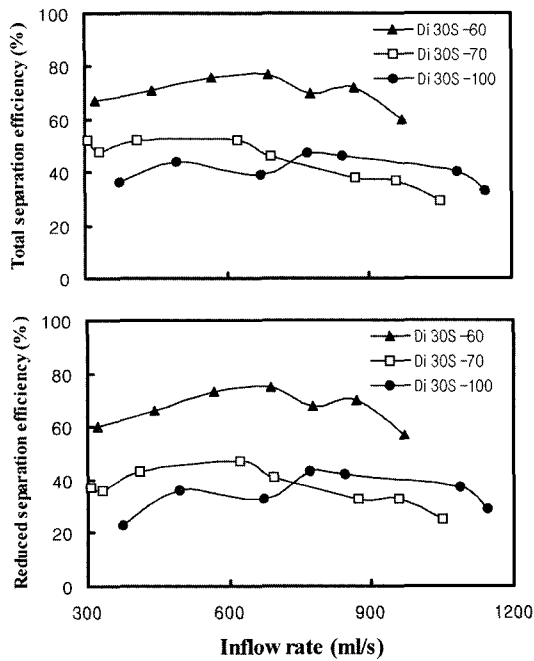 100
80
60
40
20
0
Total separation efficiency (%)
Di 30S-60
Di 30S-70
Di 30S-100
100
80
60
40
20
0
Reduced separation efficiency (%)
Di 30S-60
Di 30S-70
Di 30S-100
300
600
900
1200
Inflow rate (ml/s)